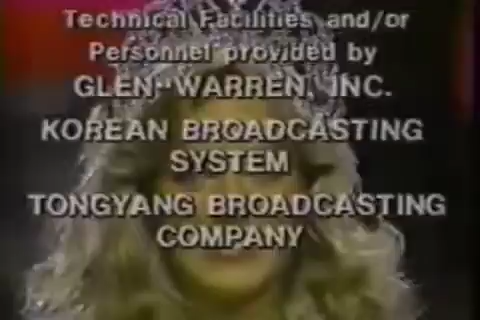 Technical Facilities and/or
Personnel provided by
GLEN-WARREN, INC.
KOREAN BROADCASTING
SYSTEM
TONGYANG BROADCASTING
COMPANY